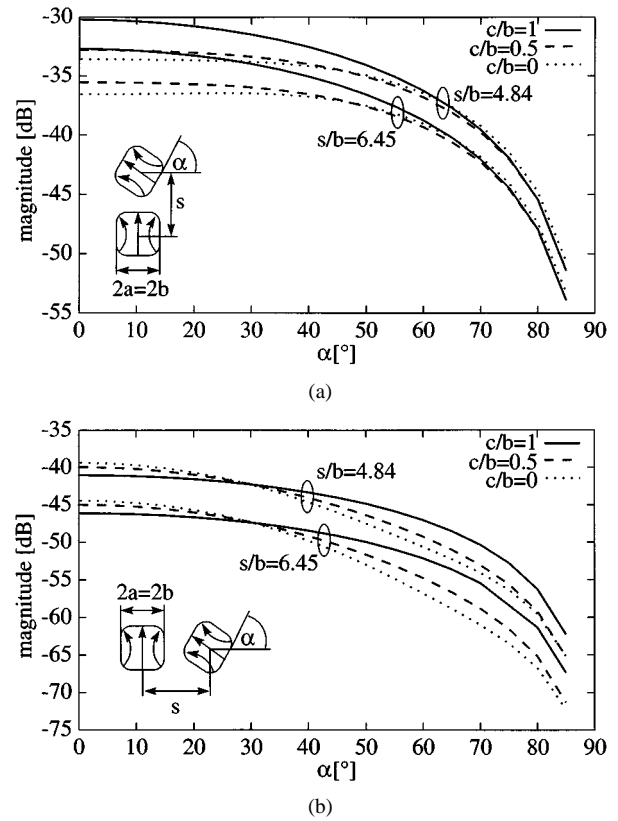 -30
-35
-40
-45
-50
-55
magnitude [dB]
c/b=1
c/b=0.5
c/b=0
s/b=4.84
s/b=6.45
α
s
2a=2b
0 10 20 30 40 50 60 70 80 90
α[°]
(a)
-35
-40
-45
-50
-55
-60
-65
-70
-75
magnitude [dB]
c/b=1
c/b=0.5
c/b=0
s/b=4.84
s/b=6.45
2a=2b
α
s
0 10 20 30 40 50 60 70 80 90
α[°]
(b)